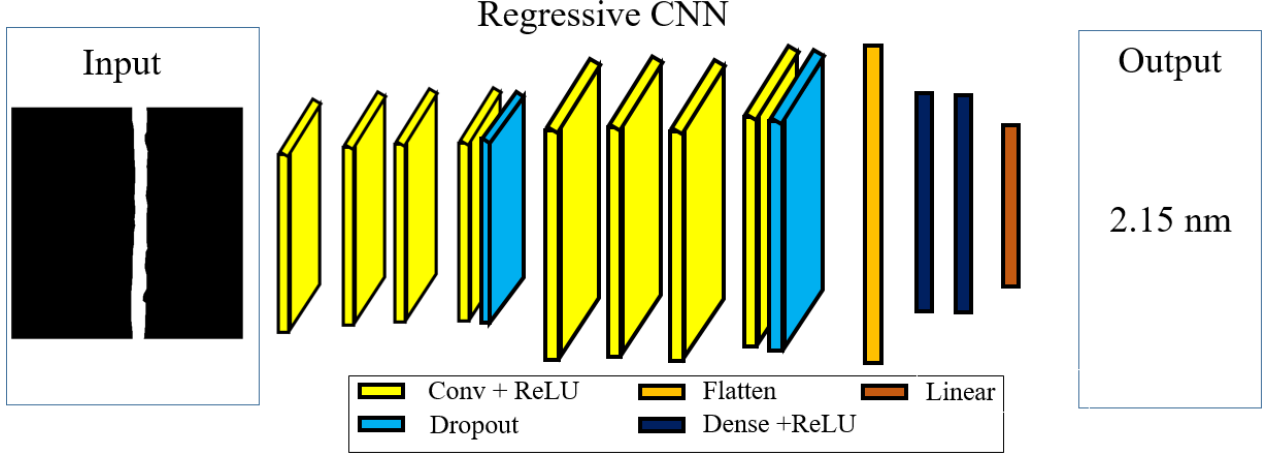 Regressive CNN
Input
Output
2.15 nm
Conv + ReLU
Flatten
Linear
Dropout
Dense +ReLU